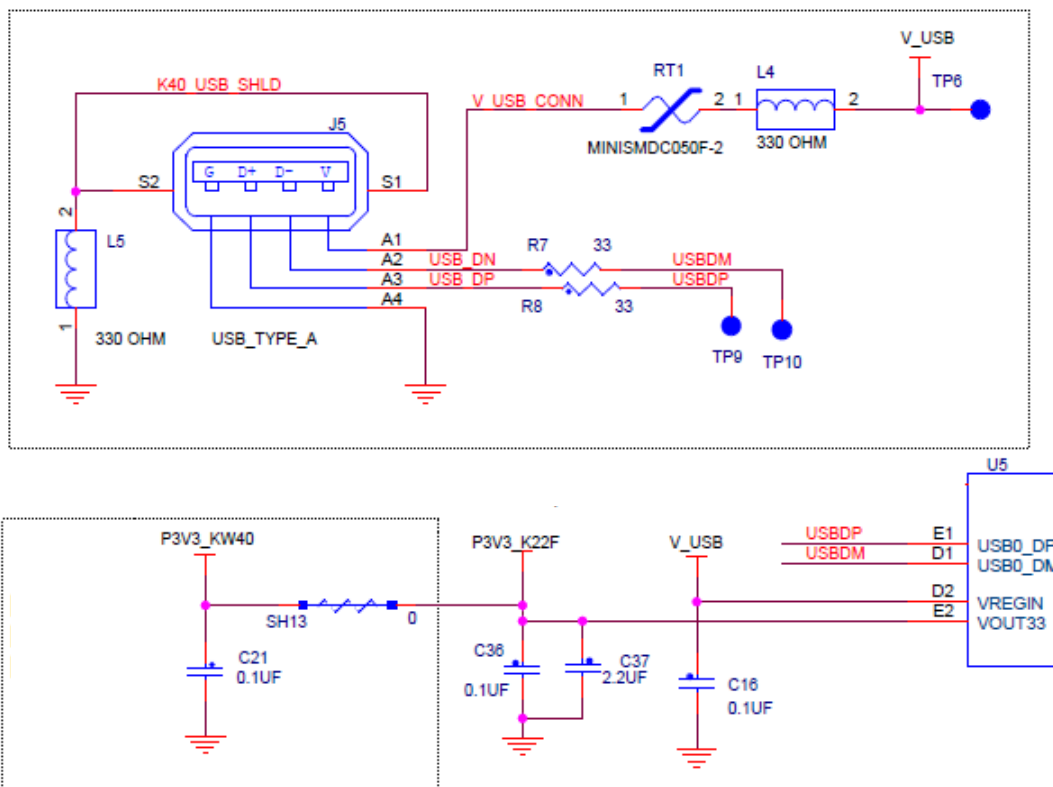 V_USB
RT1
L4
TP6
K40_USB_SHLD
V_USB_CONN
1
2
1
2
J5
MINISMDC050F-2
330 OHM
G D+ D- V
S2
S1
2
L5
A1
R7
33
A2
USB_DN
USBDM
A3
USB_DP
USBDP
A4
R8
33
1
330 OHM
USB_TYPE_A
TP9
TP10
U5
P3V3_KW40
P3V3_K22F
V_USB
USBDP
E1
USB0_DP
USBDM
D1
USB0_DM
D2
VREGIN
SH13
0
E2
VOUT33
C21
0.1UF
C36
0.1UF
C37
2.2UF
C16
0.1UF